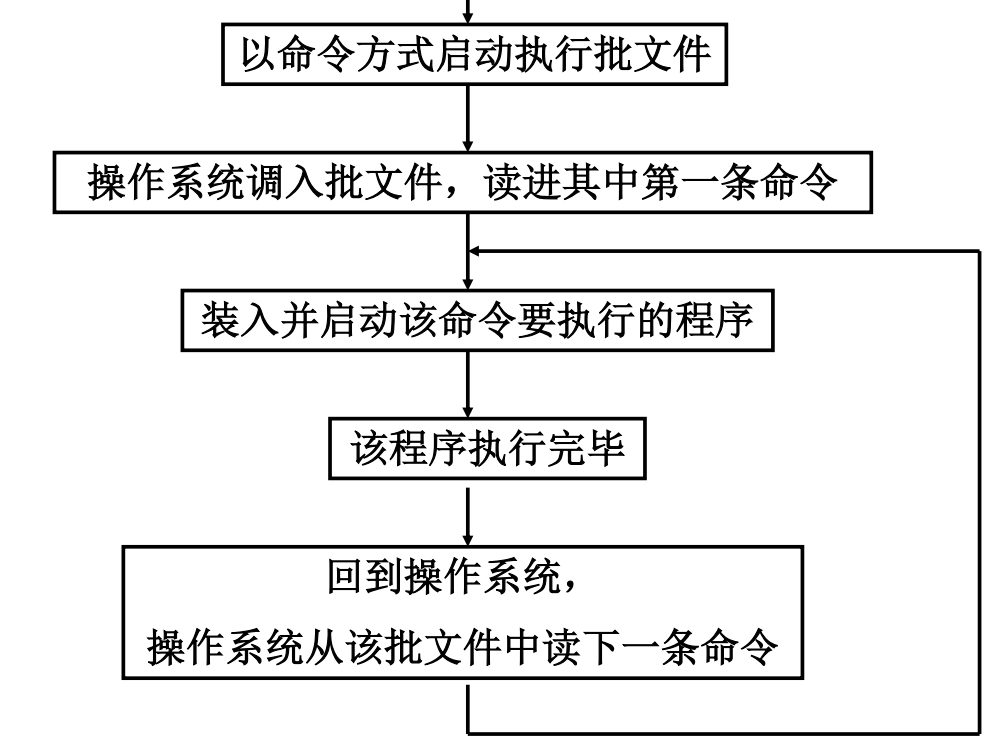 以命令方式启动执行批文件
操作系统调入批文件，读进其中第一条命令
装入并启动该命令要执行的程序
该程序执行完毕
回到操作系统，
操作系统从该批文件中读下一条命令